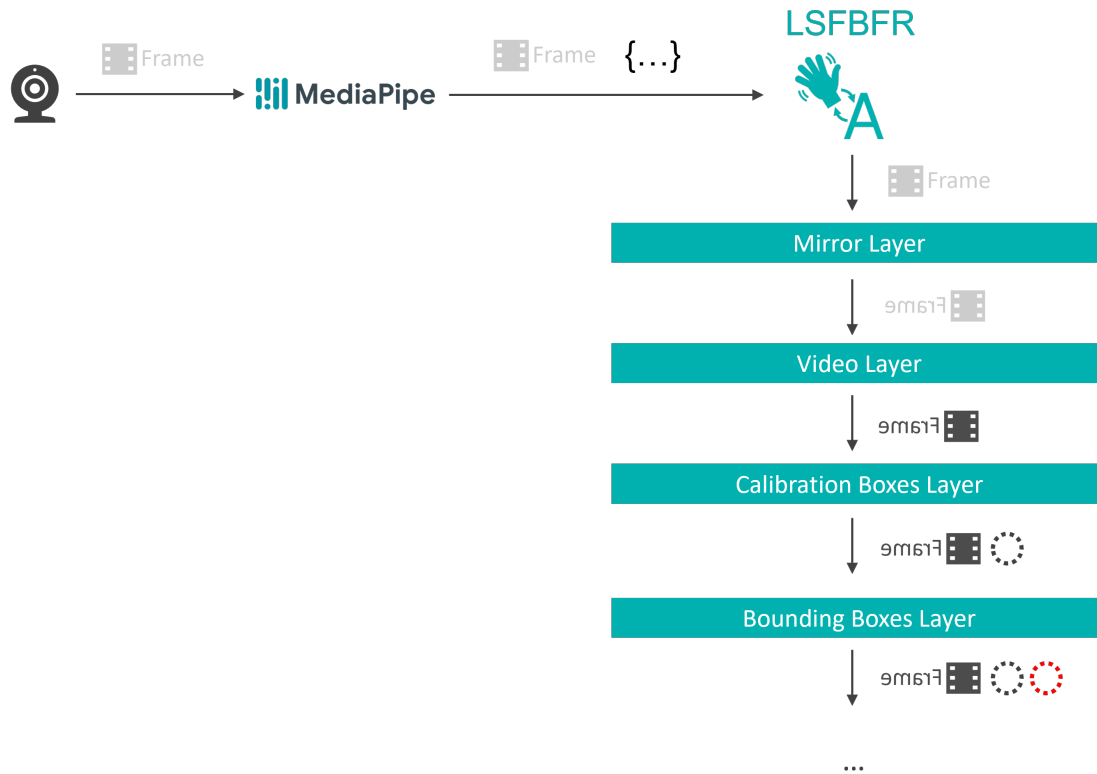 LSFBFR
Frame
Frame {...}
MediaPipe
A
Frame
Mirror Layer
Frame
Video Layer
Frame
Calibration Boxes Layer
Frame
Bounding Boxes Layer
Frame
...